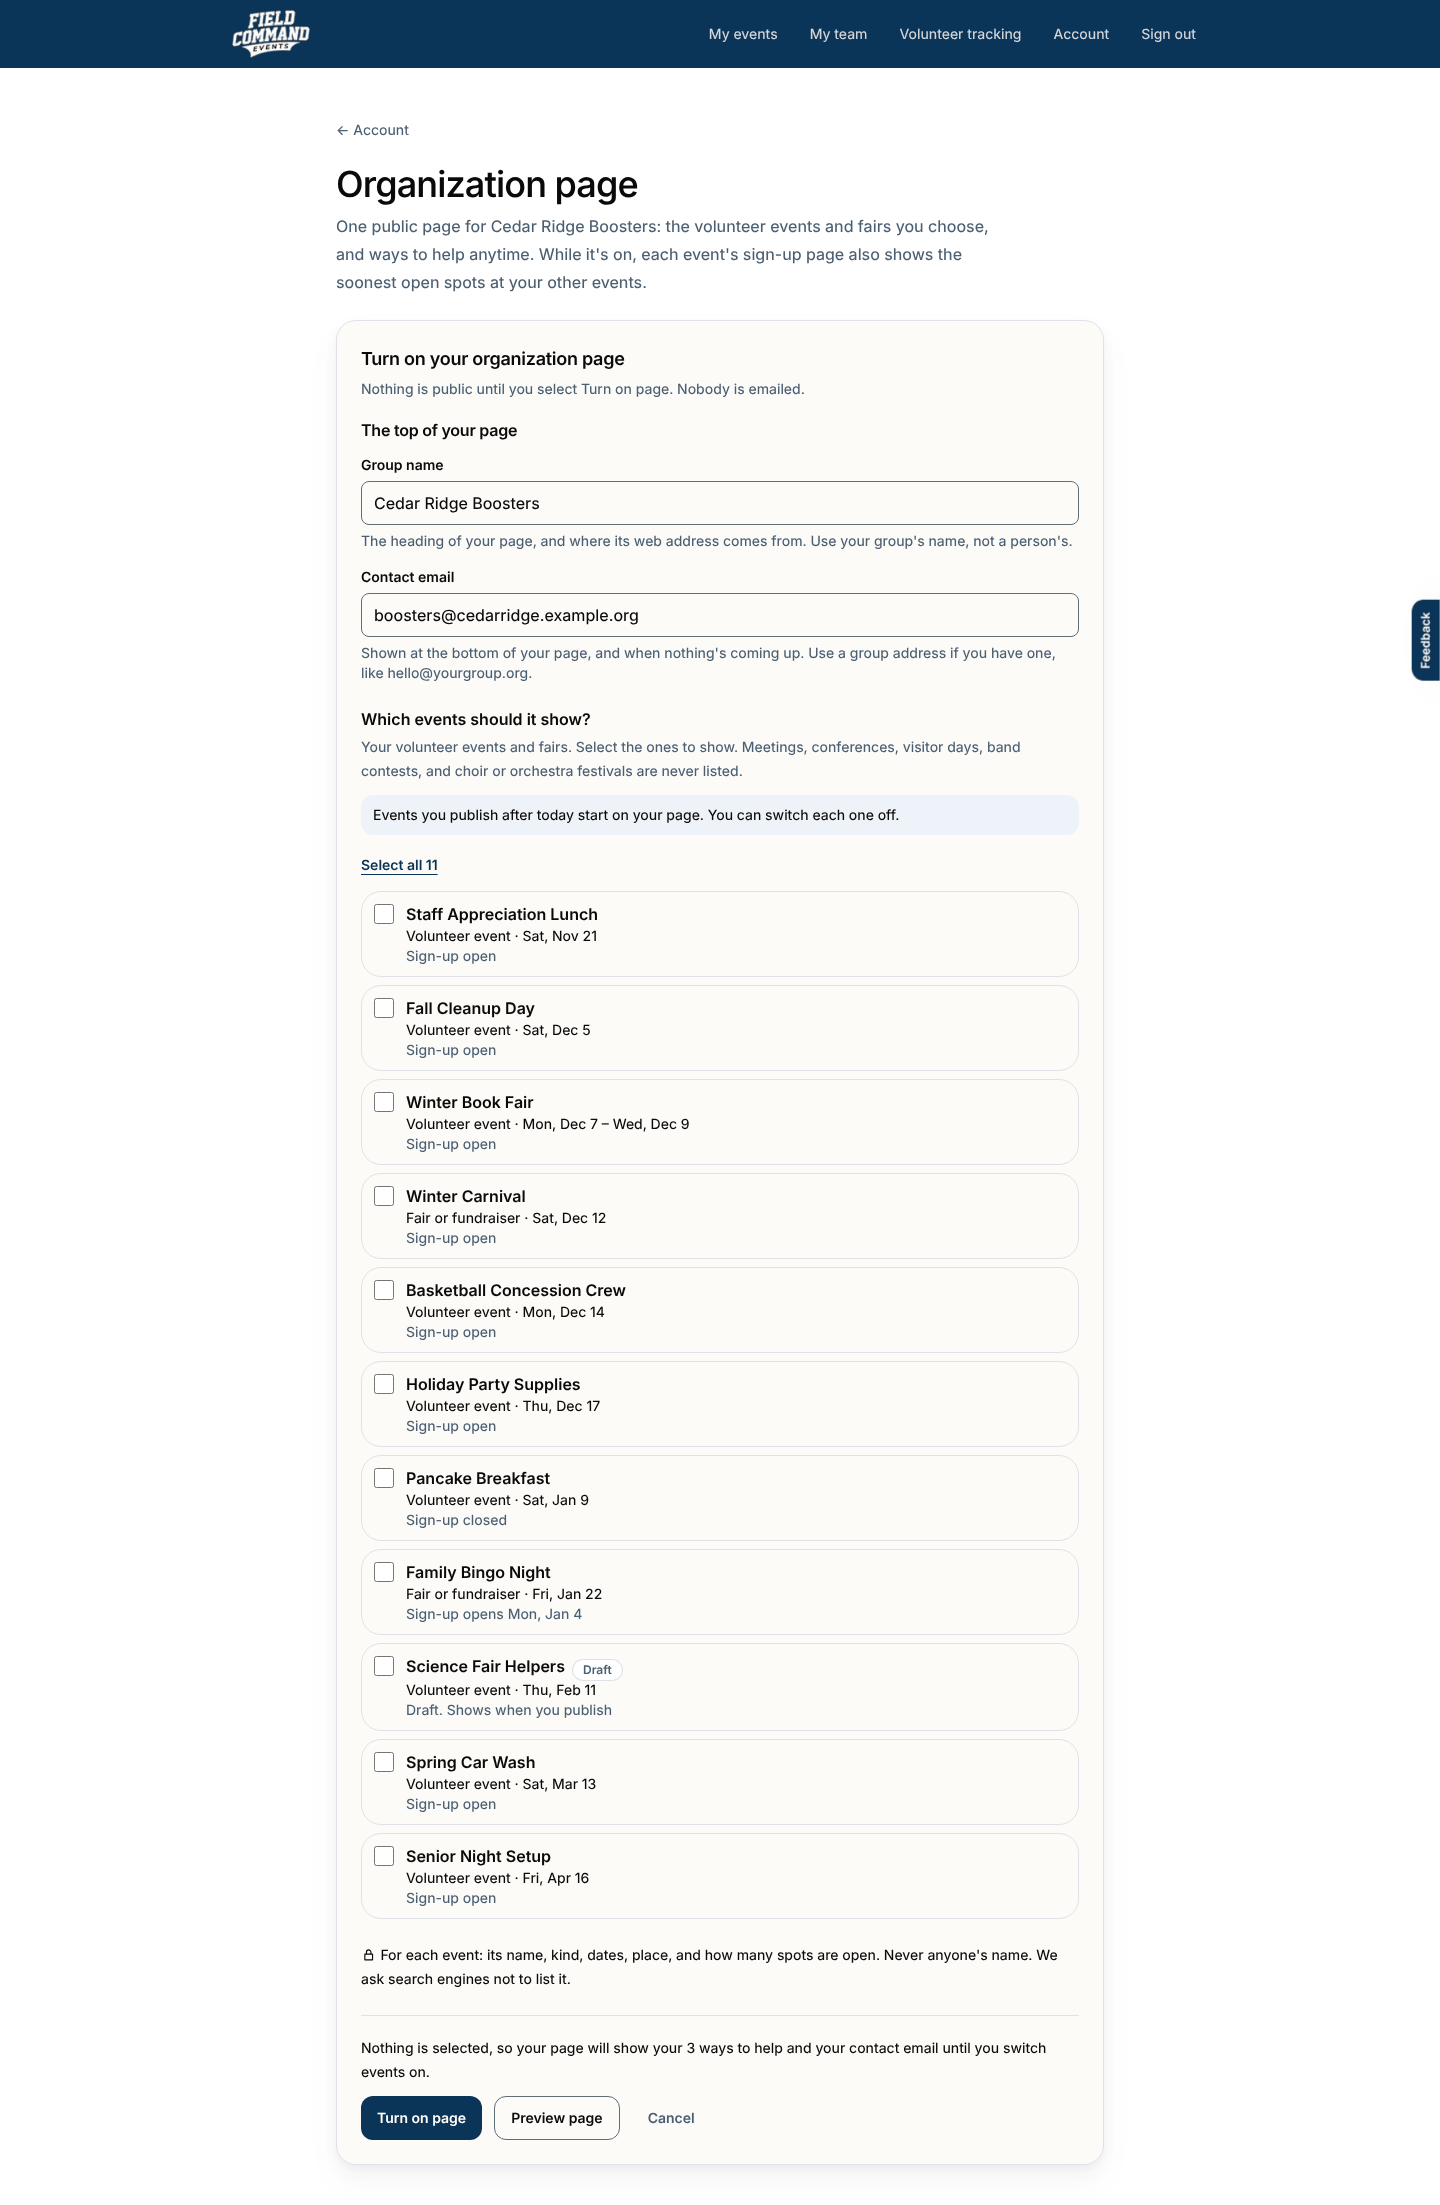 FIELD
COMMAND
EVENTS
My events
My team
Volunteer tracking
Account
Sign out
← Account
Organization page
One public page for Cedar Ridge Boosters: the volunteer events and fairs you choose,
and ways to help anytime. While it's on, each event's sign-up page also shows the
soonest open spots at your other events.
Turn on your organization page
Nothing is public until you select Turn on page. Nobody is emailed.
The top of your page
Group name
Cedar Ridge Boosters
The heading of your page, and where its web address comes from. Use your group's name, not a person's.
Contact email
boosters@cedarridge.example.org
Shown at the bottom of your page, and when nothing's coming up. Use a group address if you have one,
like hello@yourgroup.org.
Feedback
Which events should it show?
Your volunteer events and fairs. Select the ones to show. Meetings, conferences, visitor days, band
contests, and choir or orchestra festivals are never listed.
Events you publish after today start on your page. You can switch each one off.
Select all 11
Staff Appreciation Lunch
Volunteer event · Sat, Nov 21
Sign-up open
Fall Cleanup Day
Volunteer event · Sat, Dec 5
Sign-up open
Winter Book Fair
Volunteer event · Mon, Dec 7 – Wed, Dec 9
Sign-up open
Winter Carnival
Fair or fundraiser · Sat, Dec 12
Sign-up open
Basketball Concession Crew
Volunteer event · Mon, Dec 14
Sign-up open
Holiday Party Supplies
Volunteer event · Thu, Dec 17
Sign-up open
Pancake Breakfast
Volunteer event · Sat, Jan 9
Sign-up closed
Family Bingo Night
Fair or fundraiser · Fri, Jan 22
Sign-up opens Mon, Jan 4
Science Fair Helpers Draft
Volunteer event · Thu, Feb 11
Draft. Shows when you publish
Spring Car Wash
Volunteer event · Sat, Mar 13
Sign-up open
Senior Night Setup
Volunteer event · Fri, Apr 16
Sign-up open
For each event: its name, kind, dates, place, and how many spots are open. Never anyone's name. We
ask search engines not to list it.
Nothing is selected, so your page will show your 3 ways to help and your contact email until you switch
events on.
Turn on page
Preview page
Cancel